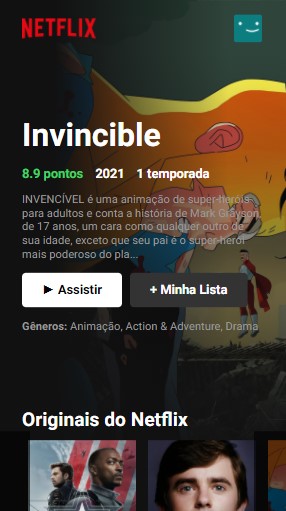 NETFLIX
Invincible
8.9 pontos 2021 1 temporada
INVENCÍVEL é uma animação de super-heróis
para adultos e conta a história de Mark Grayson,
de 17 anos, um cara como qualquer outro de
sua idade, exceto que seu pai é o super-herói
mais poderoso do pla...
Assistir + Minha Lista
Gêneros: Animação, Action & Adventure, Drama
Originais do Netflix